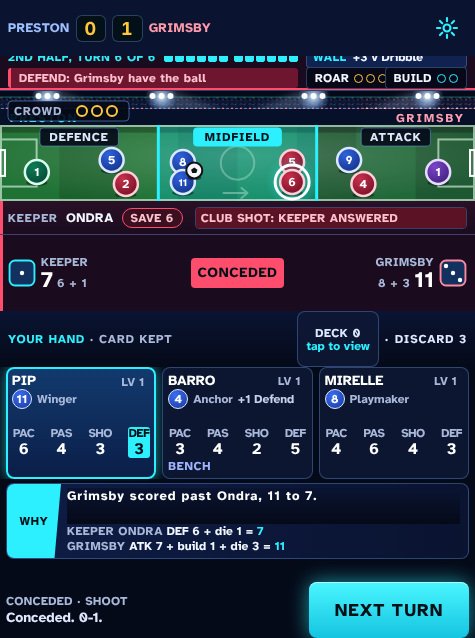 PRESTON 0 1 GRIMSBY
2ND HALF, TURN 6 OF 6
WALL +3 v Dribble
DEFEND: Grimsby have the ball
ROAR
BUILD
CROWD
GRIMSBY
DEFENCE MIDFIELD ATTACK
5 8 5 9
1 1
2 11 6 4
KEEPER ONDRA SAVE 6 CLUB SHOT: KEEPER ANSWERED
KEEPER
7 6 + 1
CONCEDED
GRIMSBY
8 + 3 11
YOUR HAND · CARD KEPT
DECK 0
tap to view
· DISCARD 3
PIP LV 1
11 Winger
PAC PAS SHO DEF
6 4 3 3
BARRO LV 1
4 Anchor +1 Defend
PAC PAS SHO DEF
3 4 2 5
BENCH
MIRELLE LV 1
8 Playmaker
PAC PAS SHO DEF
4 6 4 3
WHY
Grimsby scored past Ondra, 11 to 7.
KEEPER ONDRA DEF 6 + die 1 = 7
GRIMSBY ATK 7 + build 1 + die 3 = 11
CONCEDED · SHOOT
Conceded. 0-1.
NEXT TURN